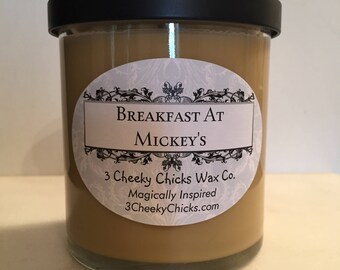 Breakfast At
Mickey's
3 Cheeky Chicks Wax Co.
Magically Inspired
3CheekyChicks.com